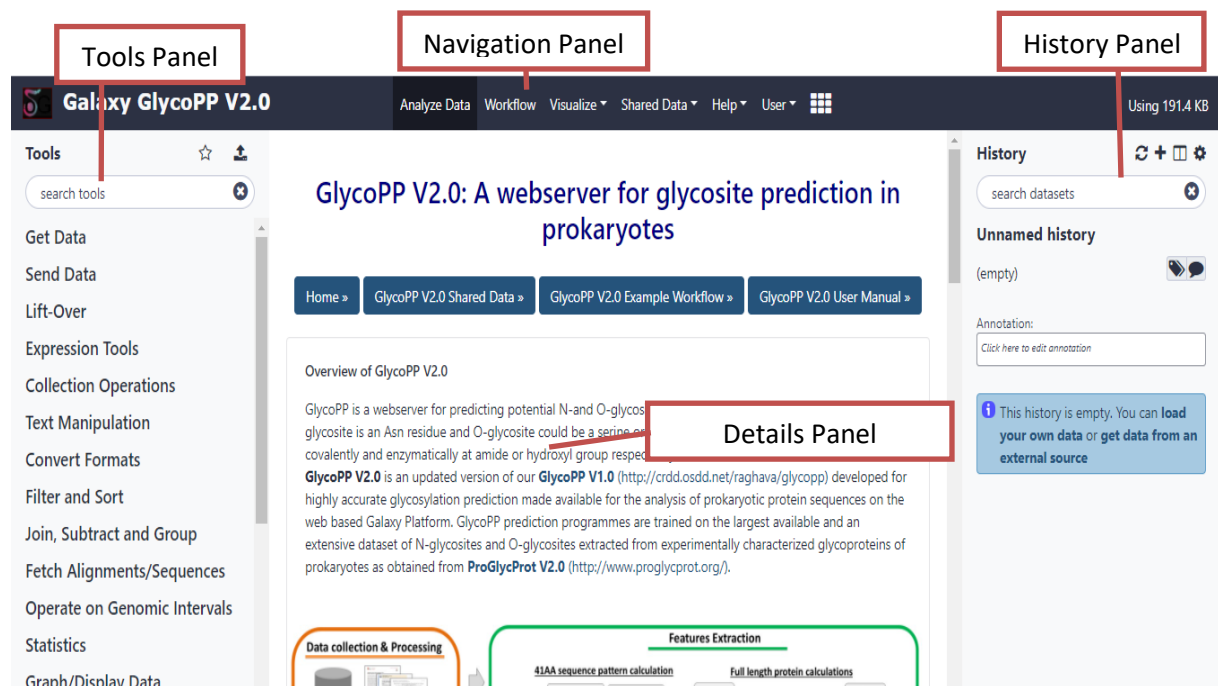 Tools Panel
Navigation Panel
History Panel
Galaxy GlycoPP V2.0
Analyze Data Workflow Visualize Shared Data Help User
Using 191.4 KB
Tools
search tools
Get Data
Send Data
Lift-Over
Expression Tools
Collection Operations
Text Manipulation
Convert Formats
Filter and Sort
Join, Subtract and Group
Fetch Alignments/Sequences
Operate on Genomic Intervals
Statistics
Graph/Display Data
GlycoPP V2.0: A webserver for glycosite prediction in
prokaryotes
Home » GlycoPP V2.0 Shared Data » GlycoPP V2.0 Example Workflow » GlycoPP V2.0 User Manual »
Overview of GlycoPP V2.0
GlycoPP is a webserver for predicting potential N-and O-glycos
glycosite is an Asn residue and O-glycosite could be a serine or
covalently and enzymatically at amide or hydroxyl group respec
Details Panel
GlycoPP V2.0 is an updated version of our GlycoPP V1.0 (http://crdd.osdd.net/raghava/glycopp) developed for
highly accurate glycosylation prediction made available for the analysis of prokaryotic protein sequences on the
web based Galaxy Platform. GlycoPP prediction programmes are trained on the largest available and an
extensive dataset of N-glycosites and O-glycosites extracted from experimentally characterized glycoproteins of
prokaryotes as obtained from ProGlycProt V2.0 (http://www.proglycprot.org/).
Data collection & Processing
Features Extraction
41AA sequence pattern calculation
Full length protein calculations
History
search datasets
Unnamed history
(empty)
Annotation:
Click here to edit annotation
This history is empty. You can load
your own data or get data from an
external source